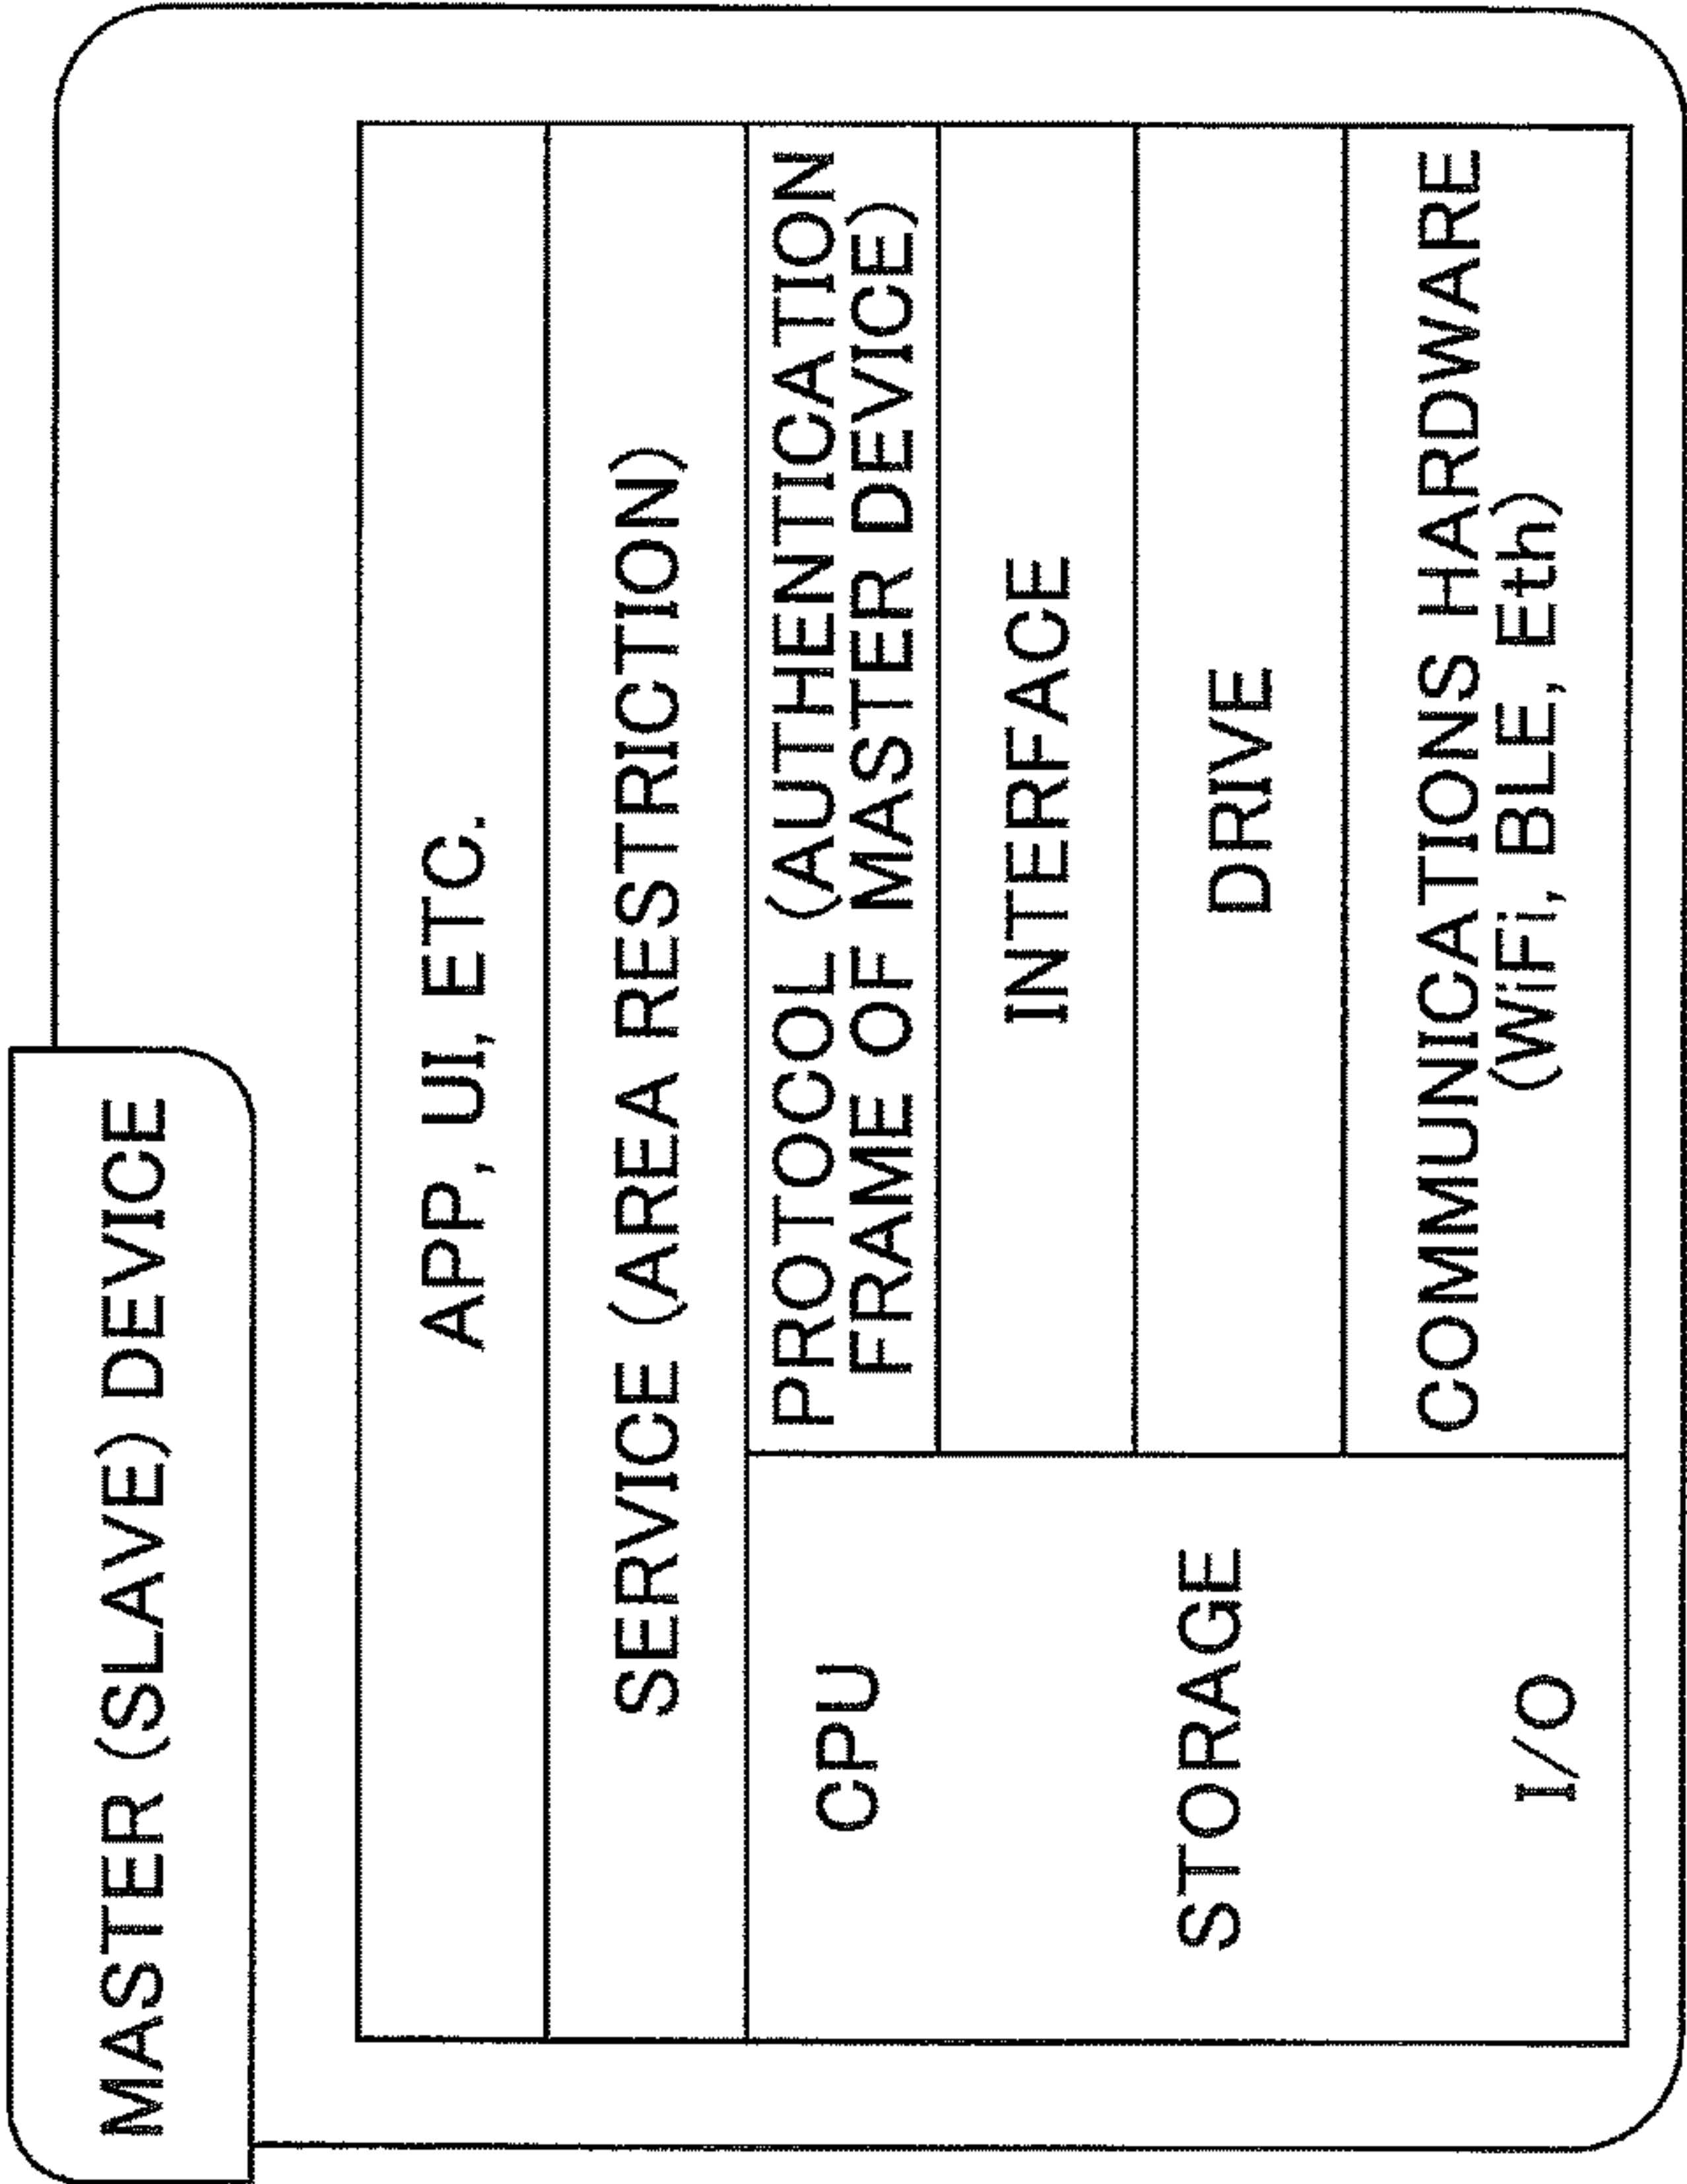 MASTER (SLAVE) DEVICE
APP, UI, ETC.
SERVICE (AREA RESTRICTION)
CPU
STORAGE
I/O
PROTOCOL (AUTHENTICATION
FRAME OF MASTER DEVICE)
INTERFACE
DRIVE
COMMUNICATIONS HARDWARE
(WiFi, BLE, Eth)